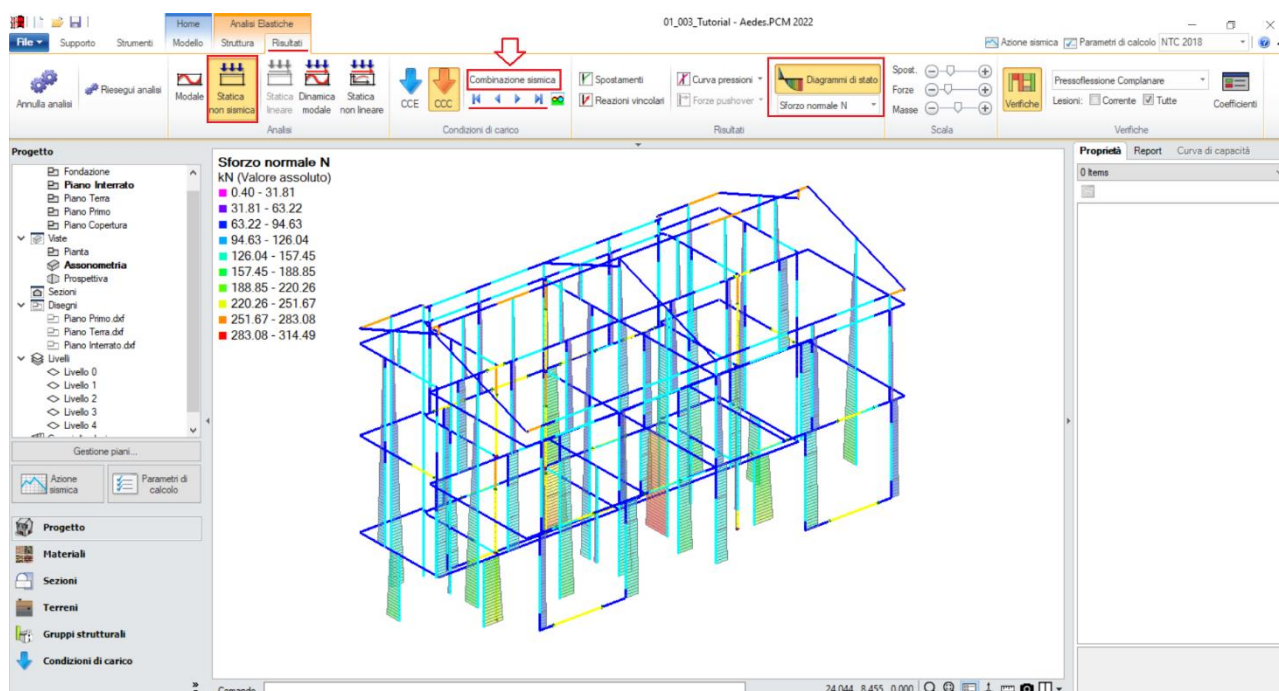 01_003_Tutorial - Aedes.PCM 2022
Home
Analisi Elastiche
File
Supporto
Strumenti
Modello
Struttura
Risultati
Azione sismica
Parametri di calcolo
NTC 2018
Annulla analisi
Riesegui analisi
Modale
Statica
non sismica
Statica
lineare
Dinamica
modale
Statica
non lineare
Analisi
CCE
CCC
Combinazione sismica
Condizioni di carico
Spostamenti
Reazioni vincolari
Curva pressioni
Forze pushover
Diagrammi di stato
Sforzo normale N
Risultati
Spost.
Forze
Masse
Scala
Verifiche
Pressoflessione Complanare
Lesioni:
Corrente
Tutte
Coefficienti
Verifiche
Progetto
Fondazione
Piano Interrato
Piano Terra
Piano Primo
Piano Copertura
Viste
Pianta
Assonometria
Prospettiva
Sezioni
Disegni
Piano Primo.dxf
Piano Terra.dxf
Piano Interrato.dxf
Livelli
Livello 0
Livello 1
Livello 2
Livello 3
Livello 4
Gestione piani...
Azione
sismica
Parametri di
calcolo
Progetto
Materiali
Sezioni
Terreni
Gruppi strutturali
Condizioni di carico
Sforzo normale N
kN (Valore assoluto)
0.40 - 31.81
31.81 - 63.22
63.22 - 94.63
94.63 - 126.04
126.04 - 157.45
157.45 - 188.85
188.85 - 220.26
220.26 - 251.67
251.67 - 283.08
283.08 - 314.49
Proprietà
Report
Curva di capacità
0 Items
Comando
24.044 8.455 0.000